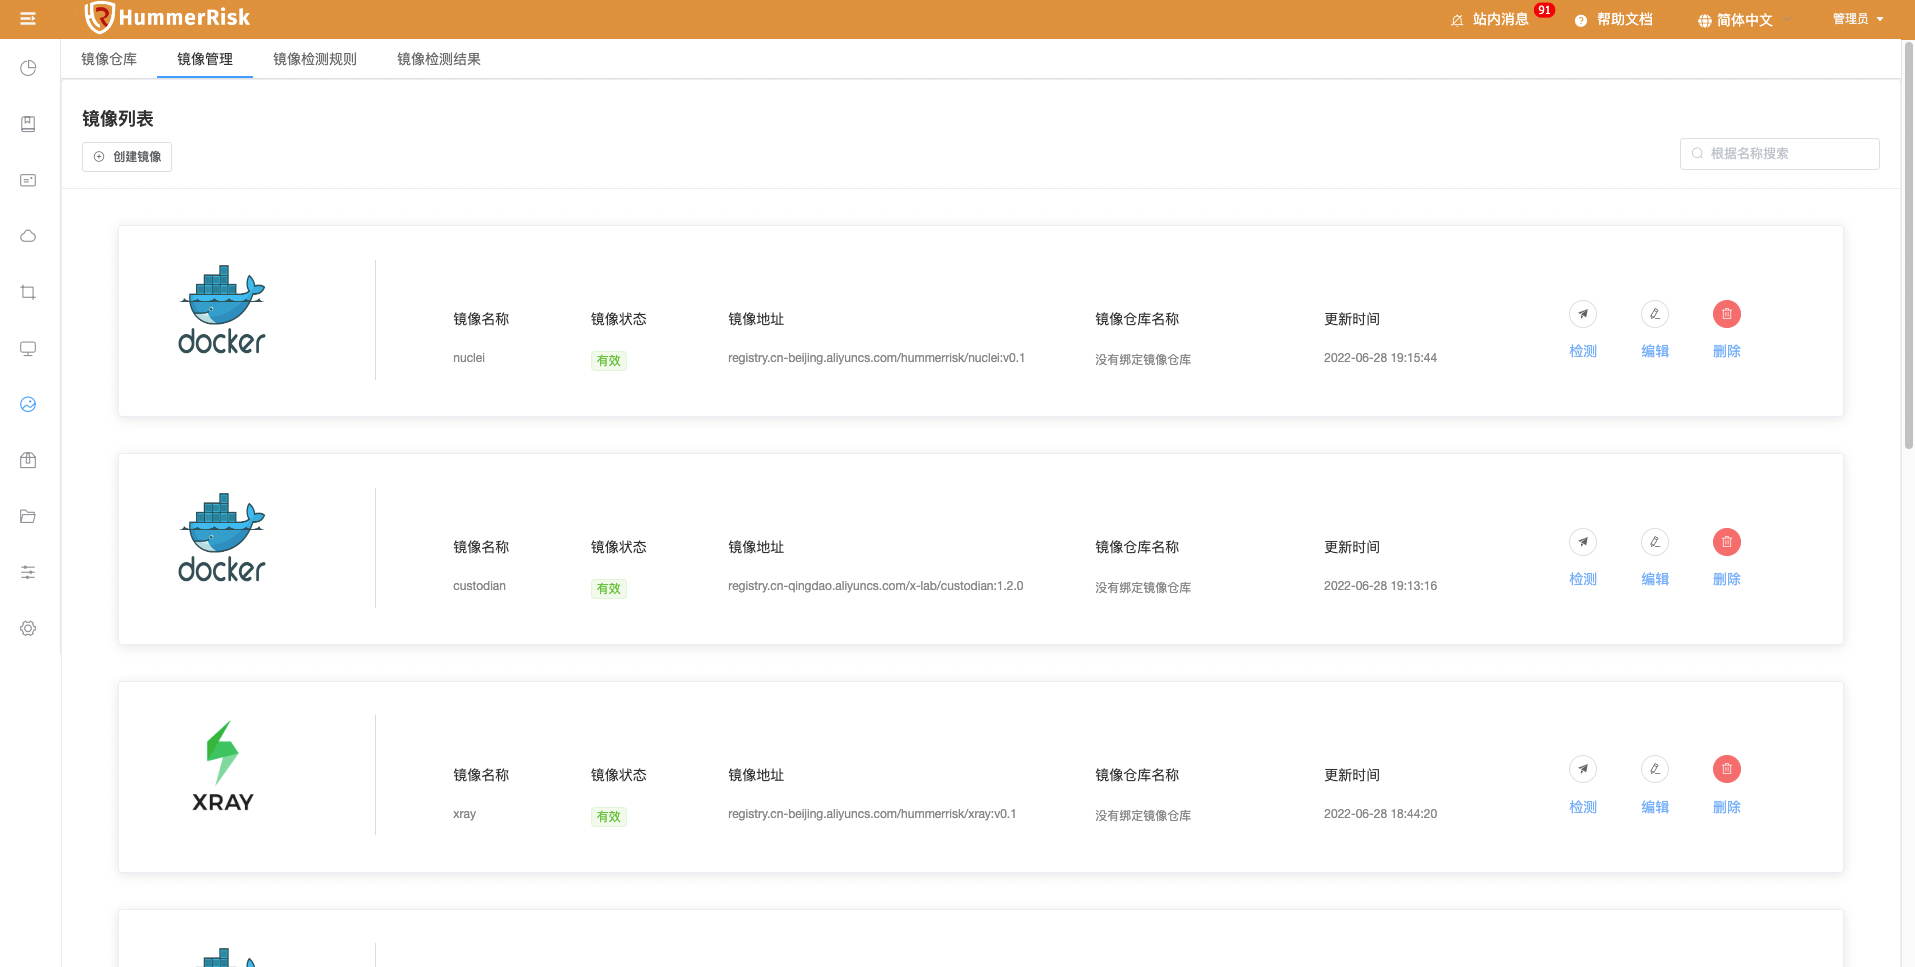 HummerRisk
站内消息 91 帮助文档 简体中文 管理员
镜像仓库 镜像管理 镜像检测规则 镜像检测结果
镜像列表
创建镜像
根据名称搜索
docker
镜像名称 镜像状态 镜像地址 镜像仓库名称 更新时间
nuclei 有效 registry.cn-beijing.aliyuncs.com/hummerrisk/nuclei:v0.1 没有绑定镜像仓库 2022-06-28 19:15:44
检测 编辑 删除
docker
镜像名称 镜像状态 镜像地址 镜像仓库名称 更新时间
custodian 有效 registry.cn-qingdao.aliyuncs.com/x-lab/custodian:1.2.0 没有绑定镜像仓库 2022-06-28 19:13:16
检测 编辑 删除
XRAY
镜像名称 镜像状态 镜像地址 镜像仓库名称 更新时间
xray 有效 registry.cn-beijing.aliyuncs.com/hummerrisk/xray:v0.1 没有绑定镜像仓库 2022-06-28 18:44:20
检测 编辑 删除